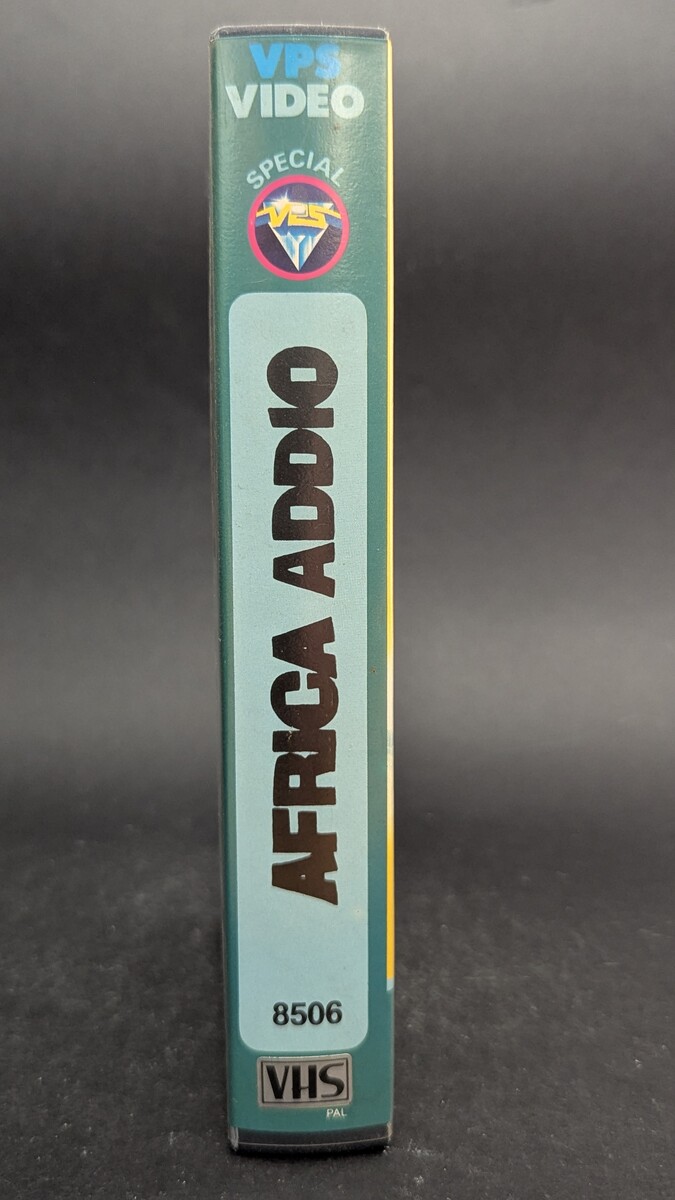 VPS
VIDEO
SPECIAL
VPS
AFRICA ADDIO
8506
VHS
PAL